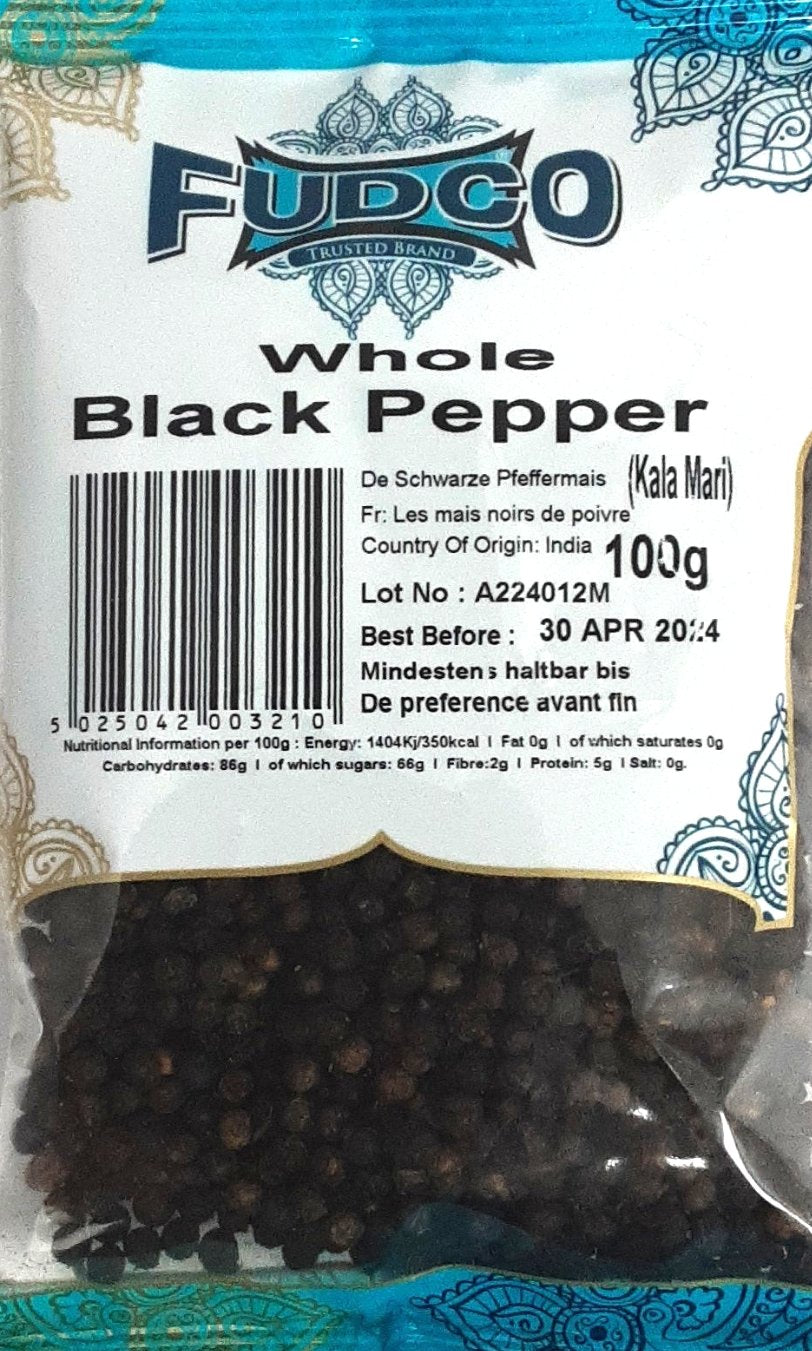 FUDCO
TRUSTED BRAND
Whole
Black Pepper
De Schwarze Pfeffermais (Kala Mari)
Fr: Les mais noirs de poivre
Country Of Origin: India 100g
Lot No : A224012M
Best Before : 30 APR 2024
Mindestens haltbar bis
De preference avant fin
5 025042 003210
Nutritional Information per 100g : Energy: 1404Kj/350kcal I Fat 0g I of which saturates 0g
Carbohydrates: 86g I of which sugars: 66g I Fibre:2g I Protein: 5g I Salt: 0g.